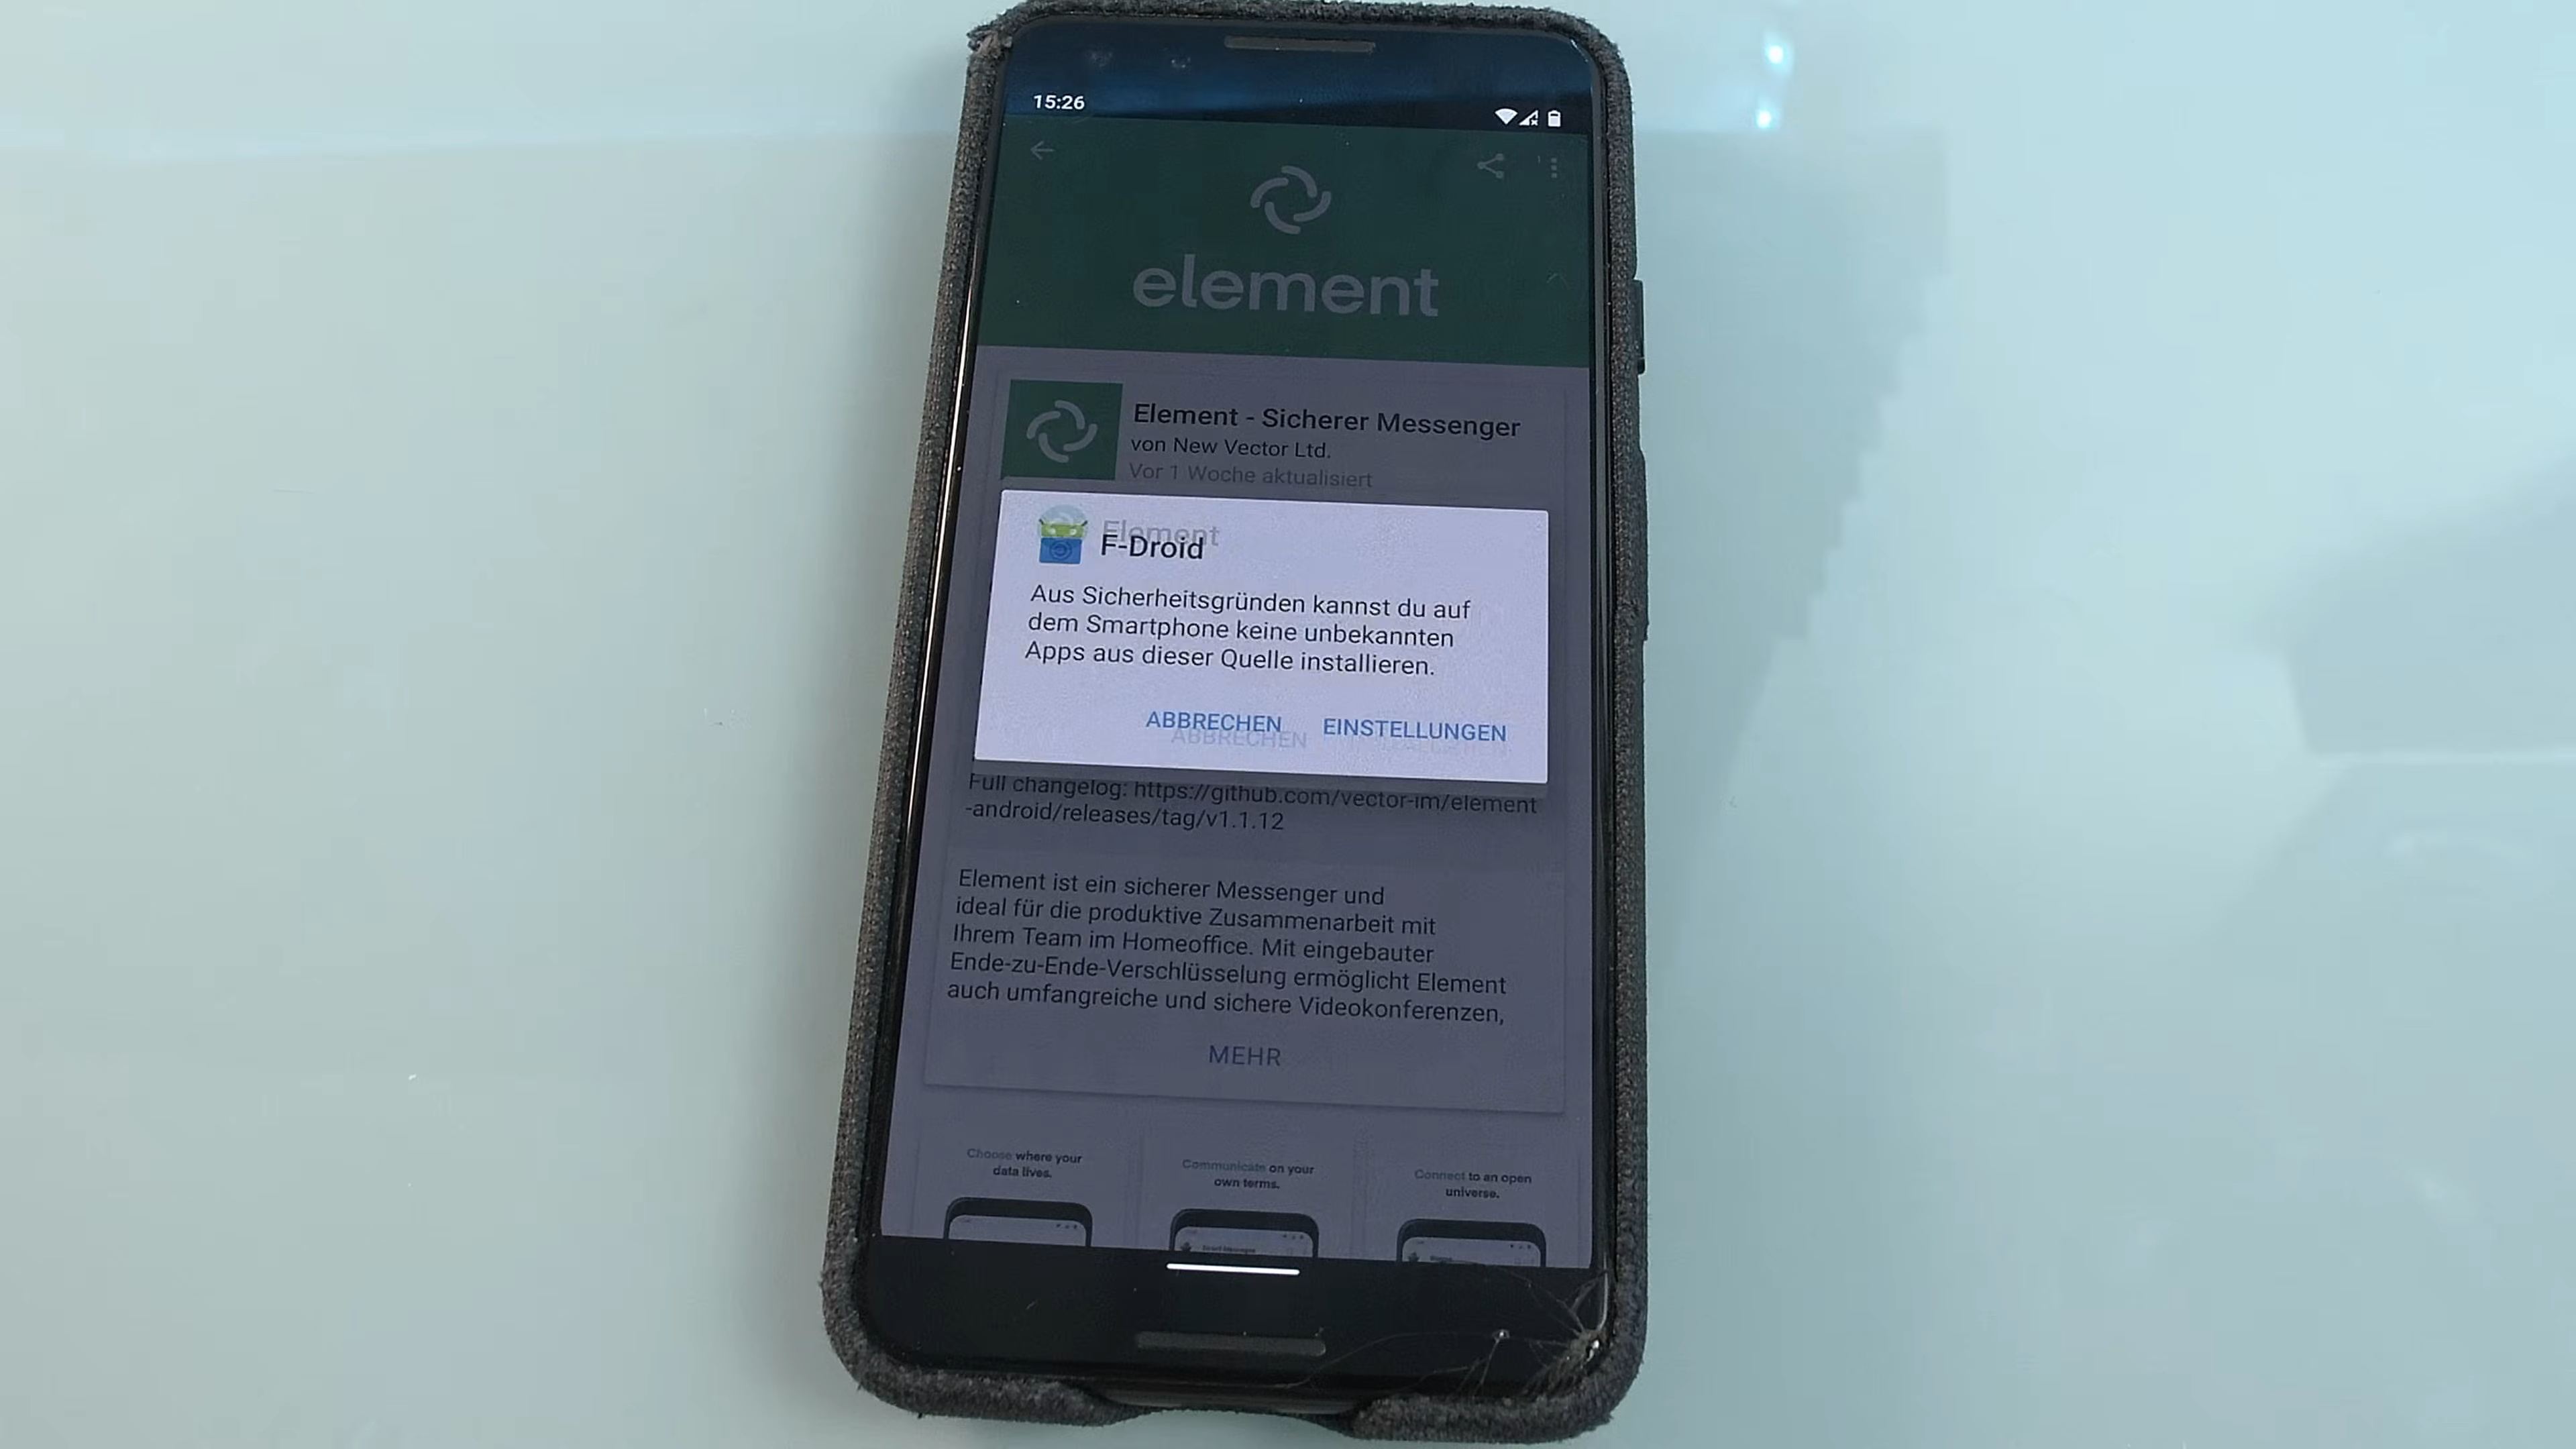 15:26
element
Element - Sicherer Messenger
von New Vector Ltd.
Vor 1 Woche aktualisiert
Element
F-Droid
Aus Sicherheitsgründen kannst du auf
dem Smartphone keine unbekannten
Apps aus dieser Quelle installieren.
ABBRECHEN EINSTELLUNGEN
ABBRECHEN
Full changelog: https://github.com/vector-im/element
-android/releases/tag/v1.1.12
Element ist ein sicherer Messenger und
ideal für die produktive Zusammenarbeit mit
Ihrem Team im Homeoffice. Mit eingebauter
Ende-zu-Ende-Verschlüsselung ermöglicht Element
auch umfangreiche und sichere Videokonferenzen,
MEHR
Choose where your
data lives.
Communicate on your
own terms.
Connect to an open
universe.